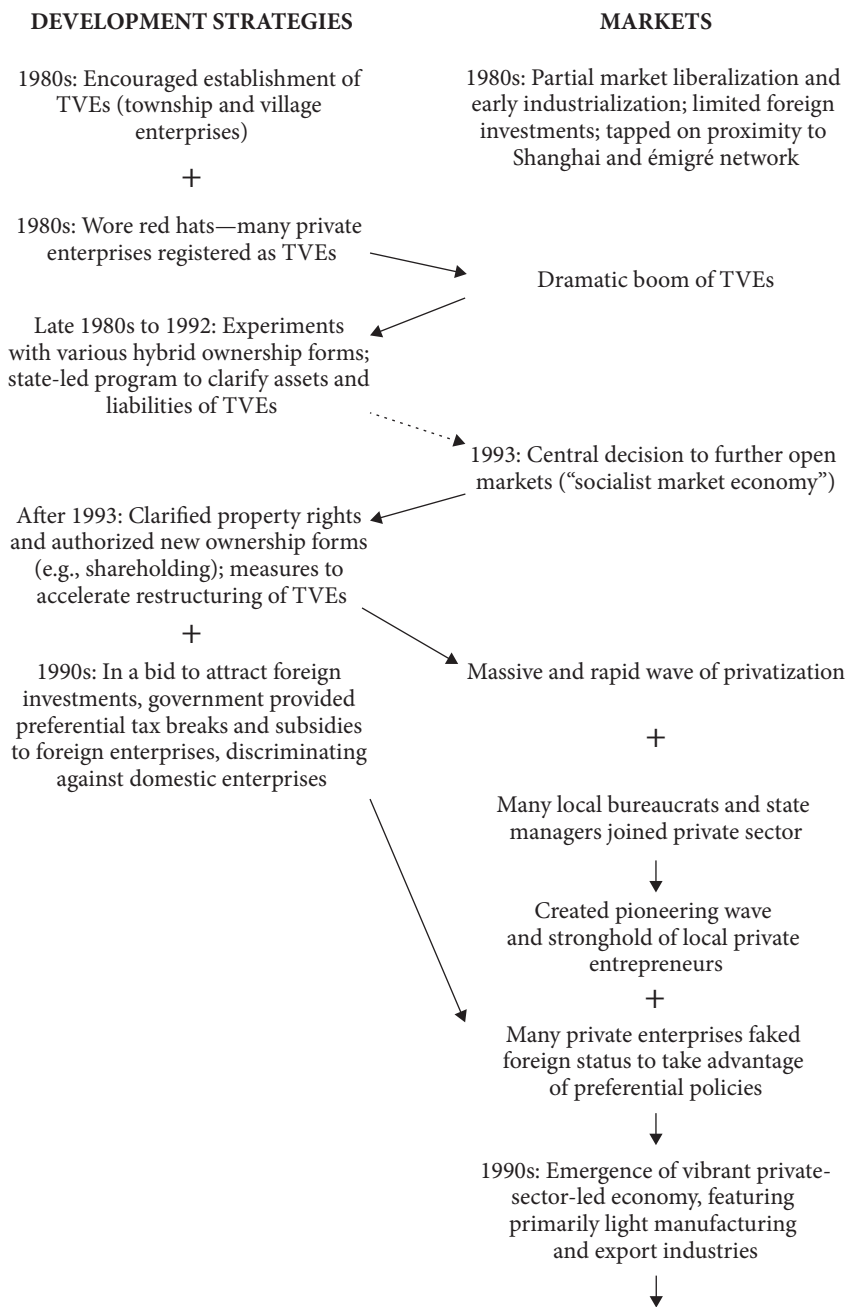 DEVELOPMENT STRATEGIES
1980s: Encouraged establishment of
TVEs (township and village
enterprises)
+
1980s: Wore red hats—many private
enterprises registered as TVEs
Late 1980s to 1992: Experiments
with various hybrid ownership forms;
state-led program to clarify assets and
liabilities of TVEs
After 1993: Clarified property rights
and authorized new ownership forms
(e.g., shareholding); measures to
accelerate restructuring of TVEs
+
1990s: In a bid to attract foreign
investments, government provided
preferential tax breaks and subsidies
to foreign enterprises, discriminating
against domestic enterprises
MARKETS
1980s: Partial market liberalization and
early industrialization; limited foreign
investments; tapped on proximity to
Shanghai and émigré network
Dramatic boom of TVEs
1993: Central decision to further open
markets (“socialist market economy”)
Massive and rapid wave of privatization
+
Many local bureaucrats and state
managers joined private sector
Created pioneering wave
and stronghold of local private
entrepreneurs
+
Many private enterprises faked
foreign status to take advantage
of preferential policies
1990s: Emergence of vibrant private-
sector-led economy, featuring
primarily light manufacturing
and export industries